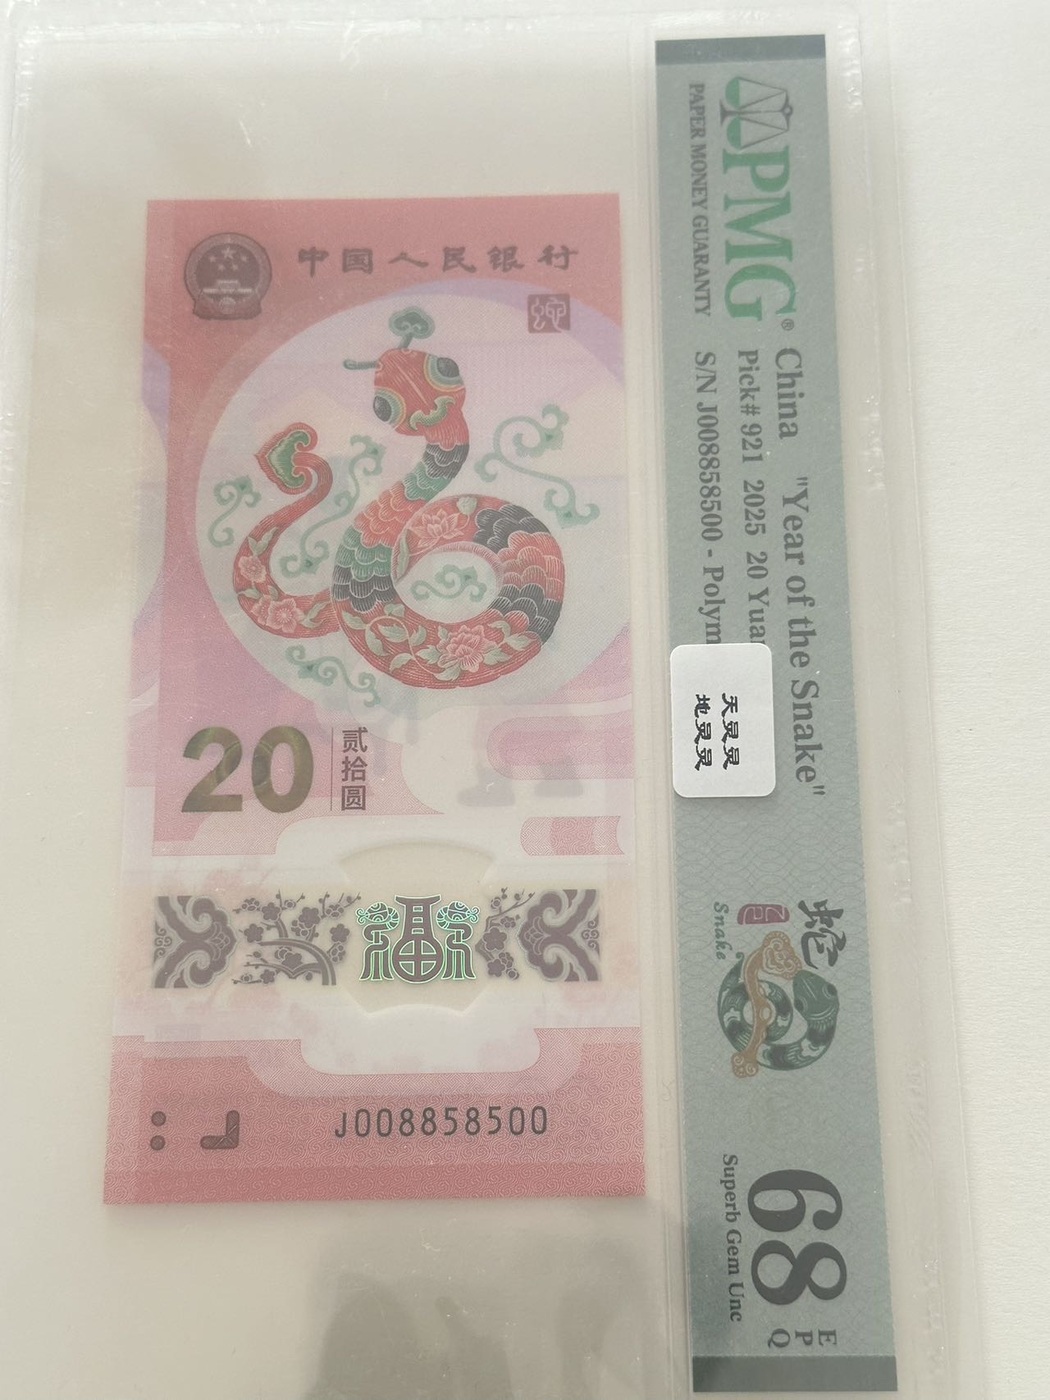 中国人民银行
蛇
20
贰拾圆
福
J008858500
PMG®
PAPER MONEY GUARANTY
China "Year of the Snake"
Pick# 921 2025 20 Yua
S/N J008858500 - Polym
天灵灵
地灵灵
蛇
Snake
68
EPQ
Superb Gem Unc